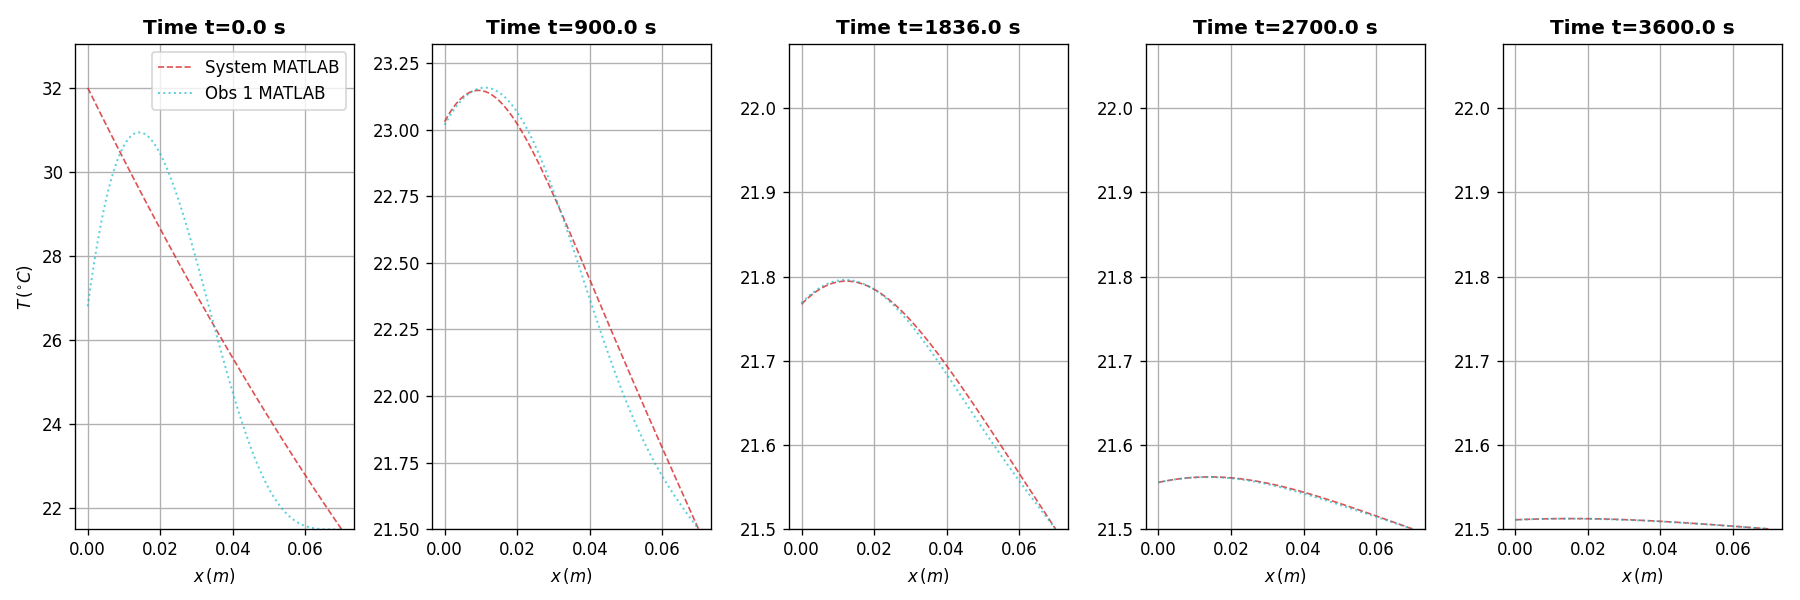 Time t=0.0 s
System MATLAB
Obs 1 MATLAB
T (°C)
32
30
28
26
24
22
0.00 0.02 0.04 0.06
x (m)
Time t=900.0 s
23.25
23.00
22.75
22.50
22.25
22.00
21.75
21.50
0.00 0.02 0.04 0.06
x (m)
Time t=1836.0 s
22.0
21.9
21.8
21.7
21.6
21.5
0.00 0.02 0.04 0.06
x (m)
Time t=2700.0 s
22.0
21.9
21.8
21.7
21.6
21.5
0.00 0.02 0.04 0.06
x (m)
Time t=3600.0 s
22.0
21.9
21.8
21.7
21.6
21.5
0.00 0.02 0.04 0.06
x (m)